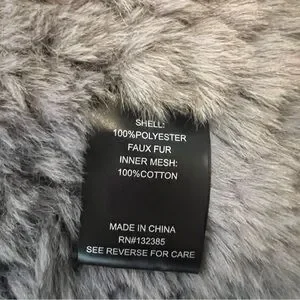 SHELL:
100%POLYESTER
FAUX FUR
INNER MESH:
100%COTTON
MADE IN CHINA
RN#132385
SEE REVERSE FOR CARE